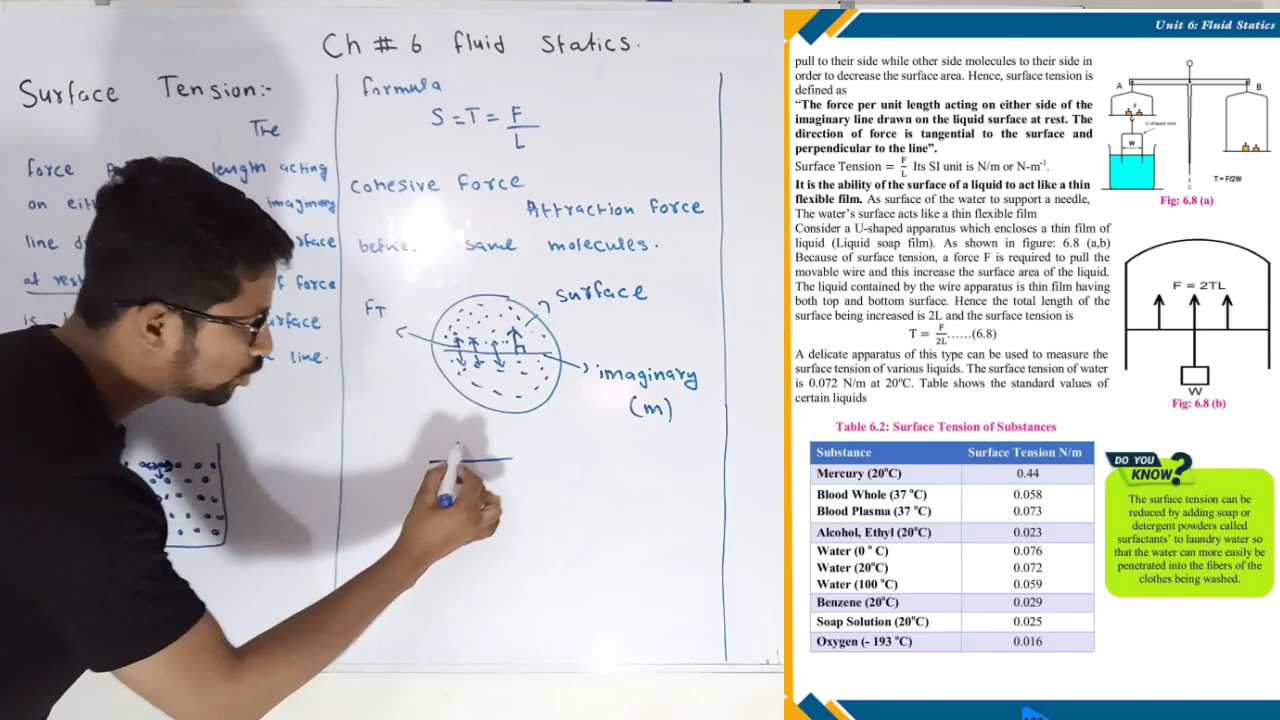 Ch # 6 fluid Statics.
Surface Tension:-
The
force length acting
on imaginary
line surface
at rest force
is surface
line.
formula
S = T = F
L
Cohesive Force
Attraction Force
same molecules.
surface
FT
imaginary
(m)
Unit 6: Fluid Statics
pull to their side while other side molecules to their side in
order to decrease the surface area. Hence, surface tension is
defined as
“The force per unit length acting on either side of the
imaginary line drawn on the liquid surface at rest. The
direction of force is tangential to the surface and
perpendicular to the line”.
Surface Tension = F/L Its SI unit is N/m or N-m-1.
It is the ability of the surface of a liquid to act like a thin
flexible film. As surface of the water to support a needle,
The water’s surface acts like a thin flexible film
Consider a U-shaped apparatus which encloses a thin film of
liquid (Liquid soap film). As shown in figure: 6.8 (a,b)
Because of surface tension, a force F is required to pull the
movable wire and this increase the surface area of the liquid.
The liquid contained by the wire apparatus is thin film having
both top and bottom surface. Hence the total length of the
surface being increased is 2L and the surface tension is
T = F/2L ......(6.8)
A delicate apparatus of this type can be used to measure the
surface tension of various liquids. The surface tension of water
is 0.072 N/m at 20°C. Table shows the standard values of
certain liquids
A B
F
U-shaped wire
W
T = F/2W
Fig: 6.8 (a)
F = 2TL
W
Fig: 6.8 (b)
Table 6.2: Surface Tension of Substances
Substance Surface Tension N/m
Mercury (20°C) 0.44
Blood Whole (37 °C) 0.058
Blood Plasma (37 °C) 0.073
Alcohol, Ethyl (20°C) 0.023
Water (0 ° C) 0.076
Water (20°C) 0.072
Water (100 °C) 0.059
Benzene (20°C) 0.029
Soap Solution (20°C) 0.025
Oxygen (- 193 °C) 0.016
DO YOU
KNOW?
The surface tension can be
reduced by adding soap or
detergent powders called
surfactants’ to laundry water so
that the water can more easily be
penetrated into the fibers of the
clothes being washed.